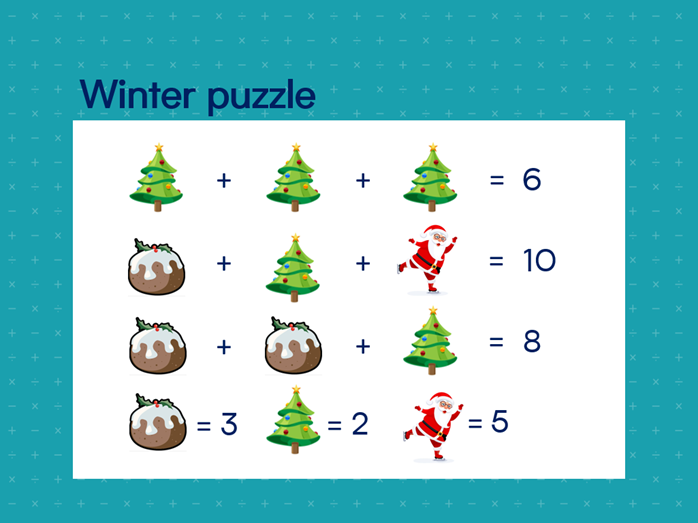 Winter puzzle
+ + = 6
+ + = 10
+ + = 8
= 3 = 2 = 5